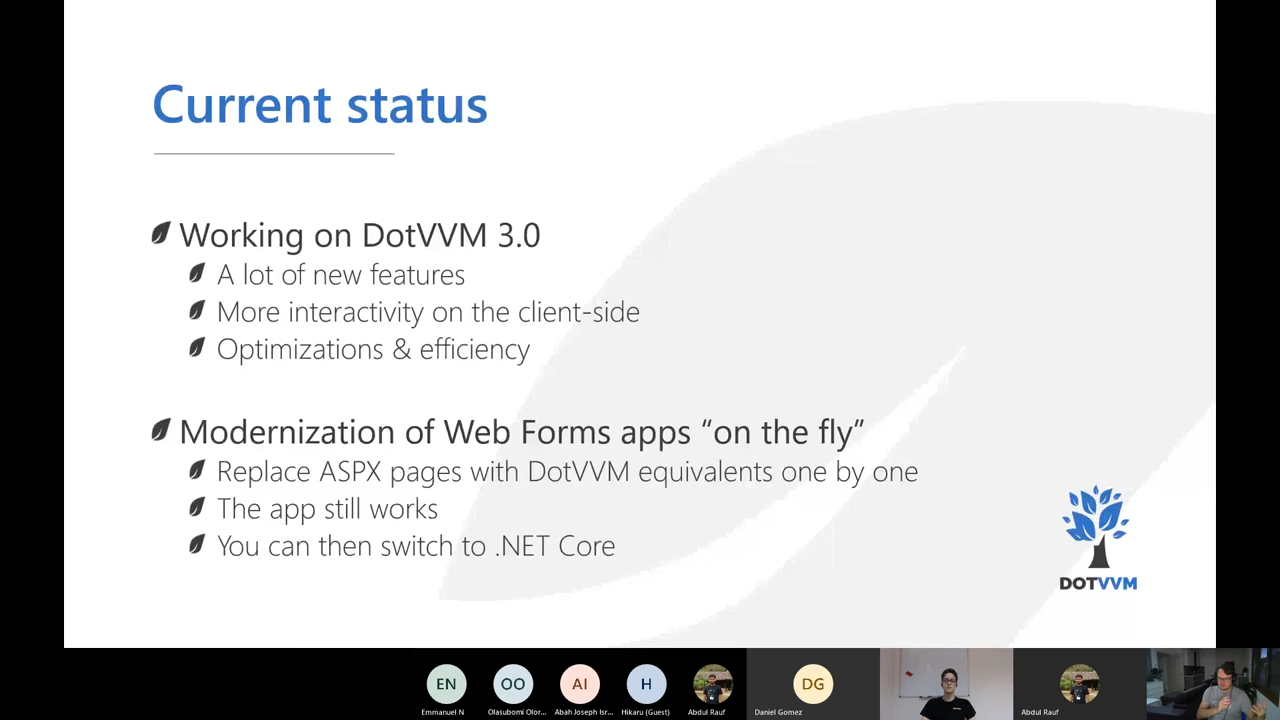 Current status
Working on DotVVM 3.0
A lot of new features
More interactivity on the client-side
Optimizations & efficiency
Modernization of Web Forms apps “on the fly”
Replace ASPX pages with DotVVM equivalents one by one
The app still works
You can then switch to .NET Core
DOTVVM
EN
OO
AI
H
DG
Emmanuel N
Olasubomi Olor...
Abah Joseph Isr...
Hikaru (Guest)
Abdul Rauf
Daniel Gomez
Abdul Rauf